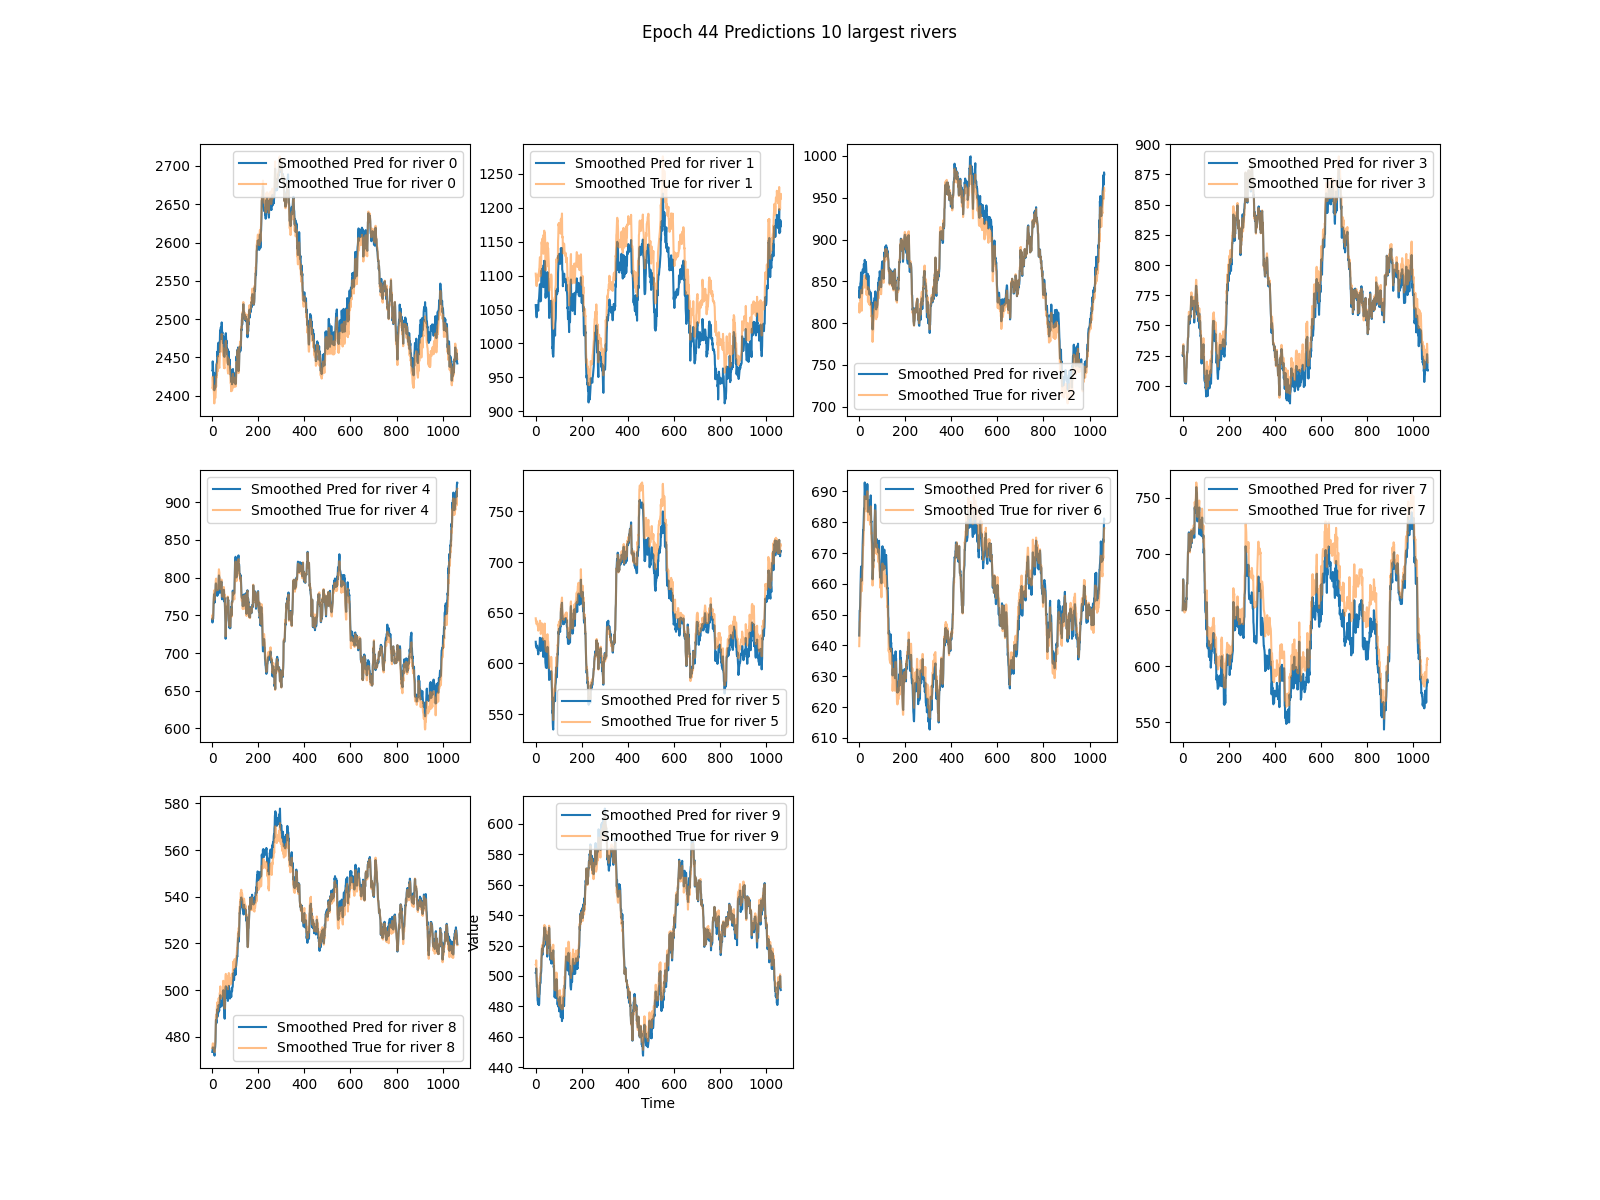 Epoch 44 Predictions 10 largest rivers
Smoothed Pred for river 0
Smoothed True for river 0
2700
2650
2600
2550
2500
2450
2400
0 200 400 600 800 1000
Smoothed Pred for river 1
Smoothed True for river 1
1250
1200
1150
1100
1050
1000
950
900
0 200 400 600 800 1000
Smoothed Pred for river 2
Smoothed True for river 2
1000
950
900
850
800
750
700
0 200 400 600 800 1000
Smoothed Pred for river 3
Smoothed True for river 3
900
875
850
825
800
775
750
725
700
0 200 400 600 800 1000
Smoothed Pred for river 4
Smoothed True for river 4
900
850
800
750
700
650
600
0 200 400 600 800 1000
Smoothed Pred for river 5
Smoothed True for river 5
750
700
650
600
550
0 200 400 600 800 1000
Smoothed Pred for river 6
Smoothed True for river 6
690
680
670
660
650
640
630
620
610
0 200 400 600 800 1000
Smoothed Pred for river 7
Smoothed True for river 7
750
700
650
600
550
0 200 400 600 800 1000
Smoothed Pred for river 8
Smoothed True for river 8
580
560
540
520
500
480
0 200 400 600 800 1000
Smoothed Pred for river 9
Smoothed True for river 9
600
580
560
540
520
500
480
460
440
0 200 400 600 800 1000
Value
Time